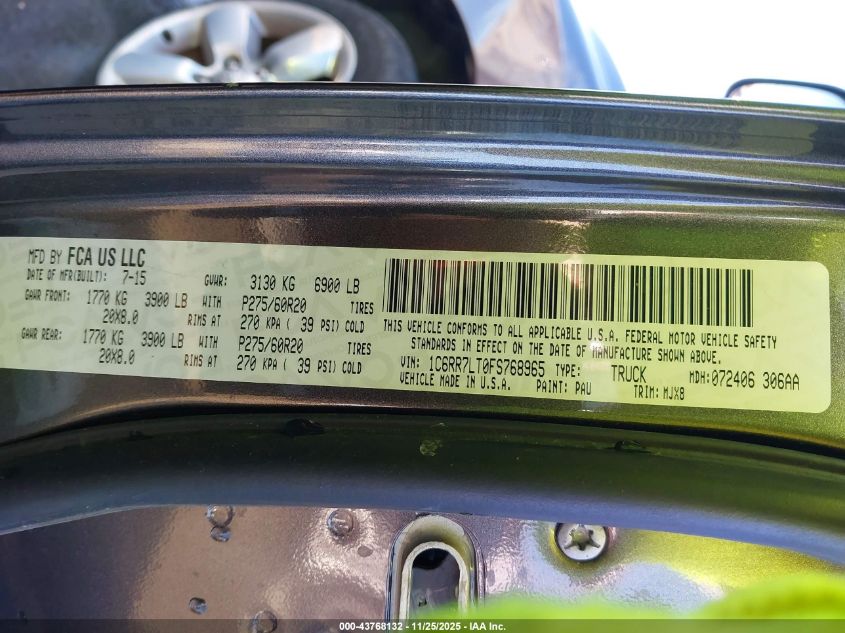 MFD BY FCA US LLC
DATE OF MFR(BUILT): 7-15 GVWR: 3130 KG 6900 LB
GAWR FRONT: 1770 KG 3900 LB WITH P275/60R20 TIRES
20X8.0 RIMS AT 270 KPA ( 39 PSI) COLD
GAWR REAR: 1770 KG 3900 LB WITH P275/60R20 TIRES
20X8.0 RIMS AT 270 KPA ( 39 PSI) COLD
THIS VEHICLE CONFORMS TO ALL APPLICABLE U.S.A. FEDERAL MOTOR VEHICLE SAFETY
STANDARDS IN EFFECT ON THE DATE OF MANUFACTURE SHOWN ABOVE.
VIN: 1C6RR7LT0FS768965 TYPE: TRUCK MDH: 072406 306AA
VEHICLE MADE IN U.S.A. PAINT: PAU TRIM: MJX8
000-43768132 - 11/25/2025 - IAA Inc.